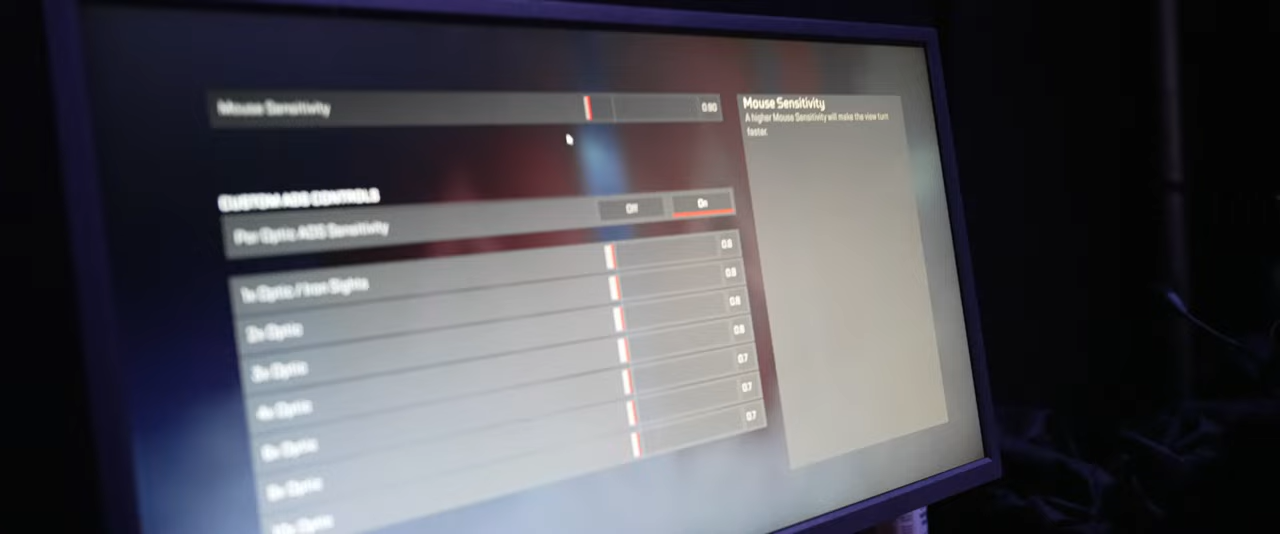 Mouse Sensitivity
0.80
Mouse Sensitivity
A higher Mouse Sensitivity will make the view turn
faster.
CUSTOM ADS CONTROLS
Per Optic ADS Sensitivity
Off
On
1x Optic / Iron Sights
0.8
2x Optic
0.8
3x Optic
0.8
4x Optic
0.8
6x Optic
0.7
8x Optic
0.7
10x Optic
0.7